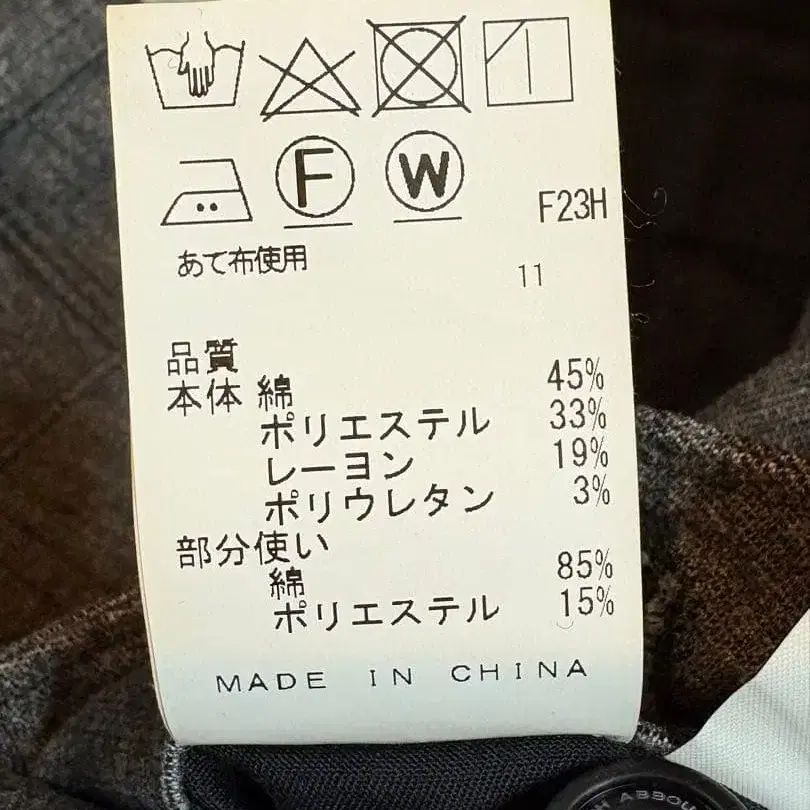 F W
F23H
あて布使用
11
品質
本体 綿 45%
ポリエステル 33%
レーヨン 19%
ポリウレタン 3%
部分使い
綿 85%
ポリエステル 15%
MADE IN CHINA